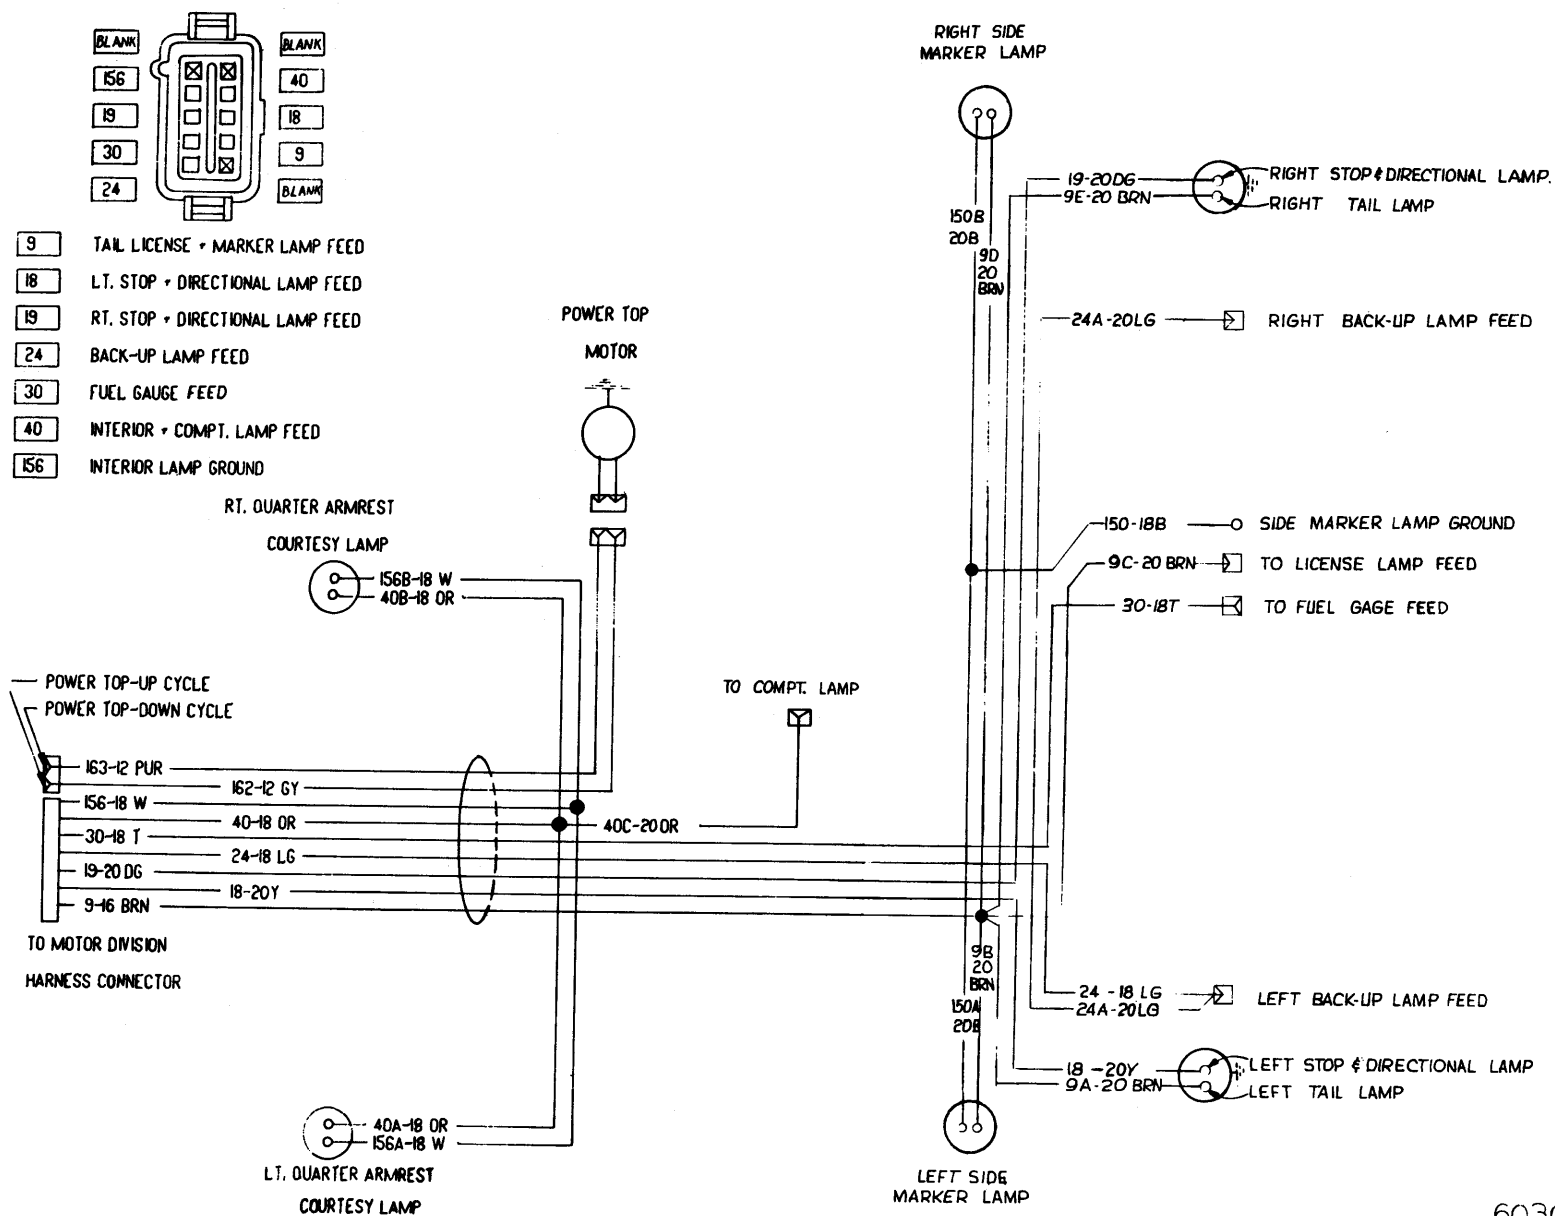 BLANK
156
19
30
24
BLANK
40
18
9
BLANK
9 TAIL LICENSE + MARKER LAMP FEED
18 LT. STOP + DIRECTIONAL LAMP FEED
19 RT. STOP + DIRECTIONAL LAMP FEED
24 BACK-UP LAMP FEED
30 FUEL GAUGE FEED
40 INTERIOR + COMPT. LAMP FEED
156 INTERIOR LAMP GROUND
RT. QUARTER ARMREST
COURTESY LAMP
156B-18 W
40B-18 OR
POWER TOP
MOTOR
POWER TOP-UP CYCLE
POWER TOP-DOWN CYCLE
163-12 PUR
162-12 GY
156-18 W
40-18 OR
30-18 T
24-18 LG
19-20 DG
18-20Y
9-16 BRN
TO MOTOR DIVISION
HARNESS CONNECTOR
40C-20 OR
TO COMPT. LAMP
40A-18 OR
156A-18 W
LT. QUARTER ARMREST
COURTESY LAMP
RIGHT SIDE
MARKER LAMP
150B
20B
9D
20
BRN
19-20DG
9E-20 BRN
RIGHT STOP & DIRECTIONAL LAMP.
RIGHT TAIL LAMP
24A-20LG
RIGHT BACK-UP LAMP FEED
150-18B
SIDE MARKER LAMP GROUND
9C-20 BRN
TO LICENSE LAMP FEED
30-18T
TO FUEL GAGE FEED
9B
20
BRN
150A
20B
24-18 LG
24A-20LG
LEFT BACK-UP LAMP FEED
18-20Y
9A-20 BRN
LEFT STOP & DIRECTIONAL LAMP
LEFT TAIL LAMP
LEFT SIDE
MARKER LAMP